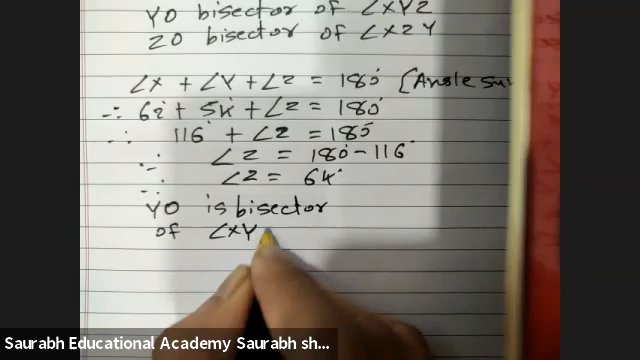 YO bisector of ∠XYZ
ZO bisector of ∠XZY
∠X + ∠Y + ∠Z = 180° [Angle sum
∴ 62° + 54° + ∠Z = 180°
∴ 116° + ∠Z = 180°
∴ ∠Z = 180° - 116°
∴ ∠Z = 64°
YO is bisector
of ∠XY
Saurabh Educational Academy Saurabh sh...